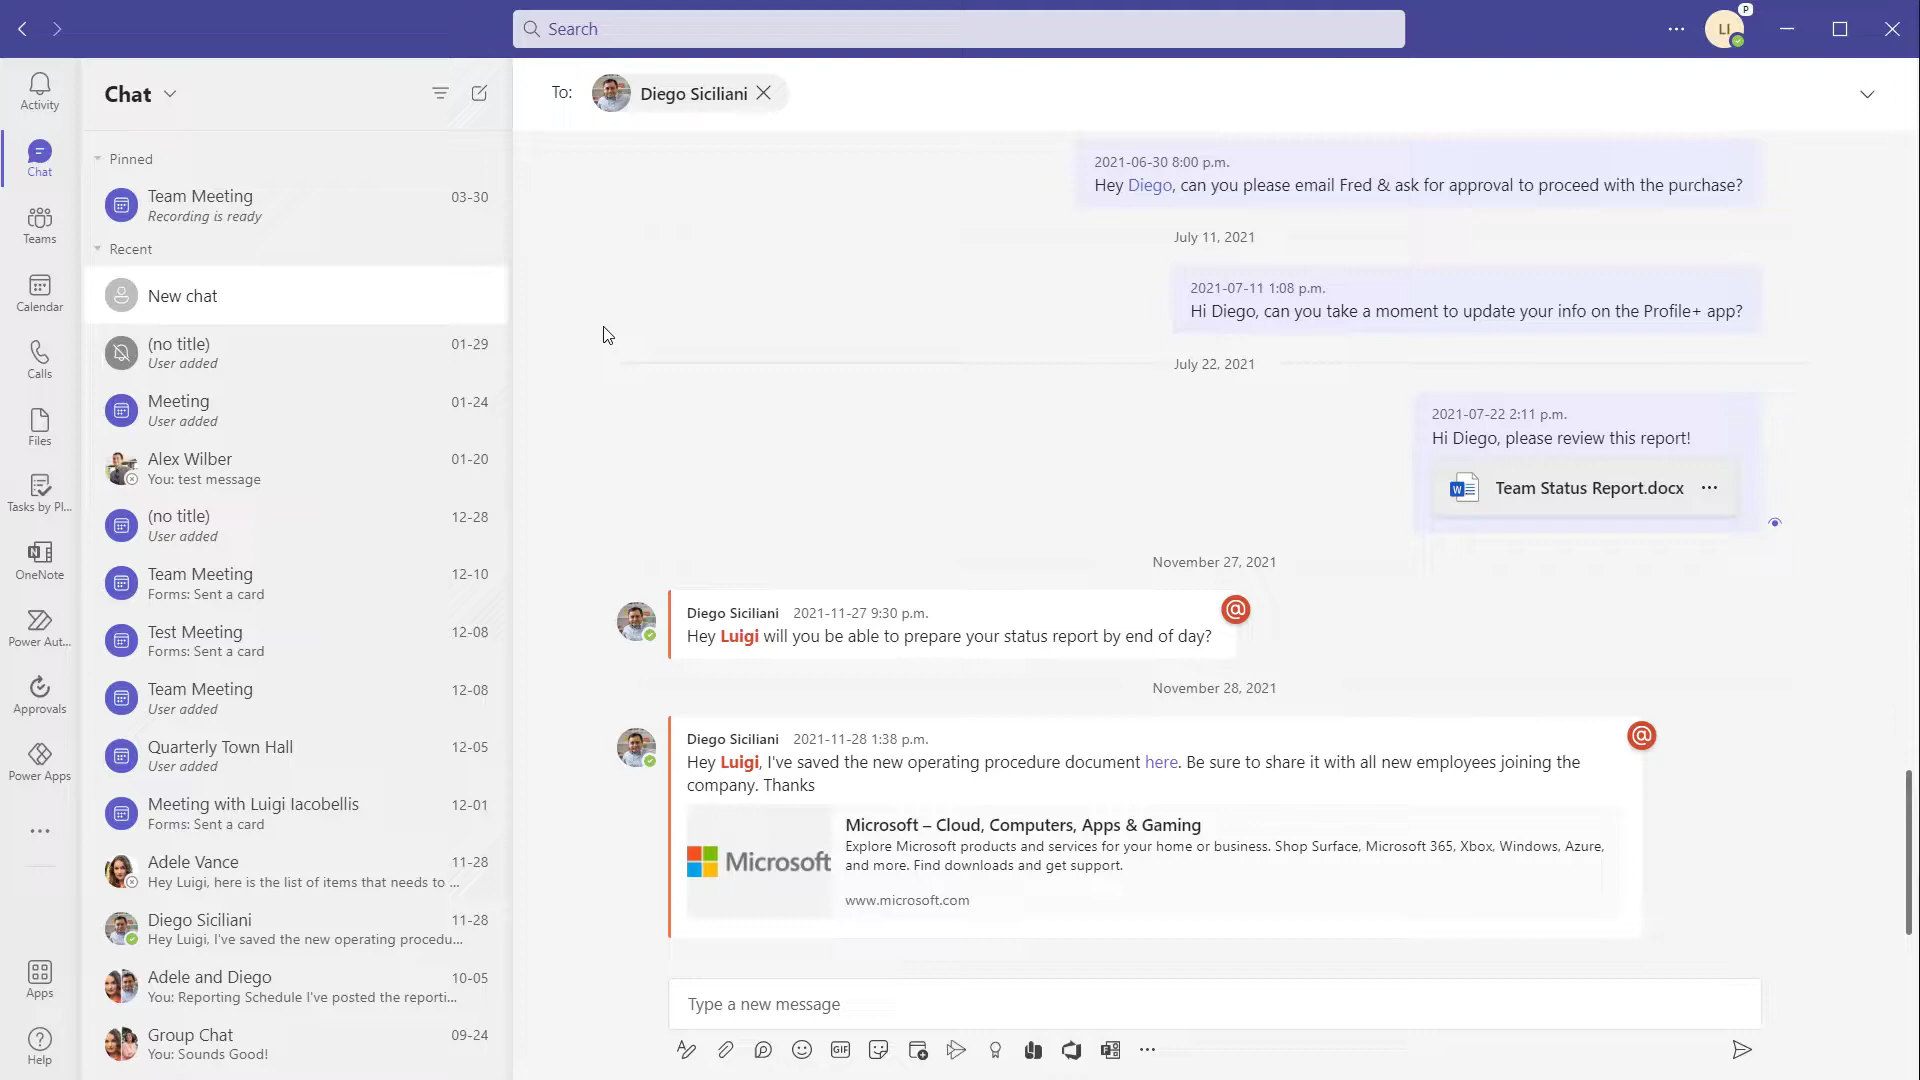 Search
P
LI
Activity
Chat
Teams
Calendar
Calls
Files
Tasks by Pl...
OneNote
Power Aut...
Approvals
Power Apps
Apps
Help
Chat
Pinned
Team Meeting 03-30
Recording is ready
Recent
New chat
(no title) 01-29
User added
Meeting 01-24
User added
Alex Wilber 01-20
You: test message
(no title) 12-28
User added
Team Meeting 12-10
Forms: Sent a card
Test Meeting 12-08
Forms: Sent a card
Team Meeting 12-08
User added
Quarterly Town Hall 12-05
User added
Meeting with Luigi Iacobellis 12-01
Forms: Sent a card
Adele Vance 11-28
Hey Luigi, here is the list of items that needs to ...
Diego Siciliani 11-28
Hey Luigi, I've saved the new operating procedu...
Adele and Diego 10-05
You: Reporting Schedule I've posted the reporti...
Group Chat 09-24
You: Sounds Good!
To: Diego Siciliani
2021-06-30 8:00 p.m.
Hey Diego, can you please email Fred & ask for approval to proceed with the purchase?
July 11, 2021
2021-07-11 1:08 p.m.
Hi Diego, can you take a moment to update your info on the Profile+ app?
July 22, 2021
2021-07-22 2:11 p.m.
Hi Diego, please review this report!
W Team Status Report.docx
November 27, 2021
Diego Siciliani 2021-11-27 9:30 p.m. @
Hey Luigi will you be able to prepare your status report by end of day?
November 28, 2021
Diego Siciliani 2021-11-28 1:38 p.m. @
Hey Luigi, I've saved the new operating procedure document here. Be sure to share it with all new employees joining the
company. Thanks
Microsoft
Microsoft – Cloud, Computers, Apps & Gaming
Explore Microsoft products and services for your home or business. Shop Surface, Microsoft 365, Xbox, Windows, Azure,
and more. Find downloads and get support.
www.microsoft.com
Type a new message
GIF